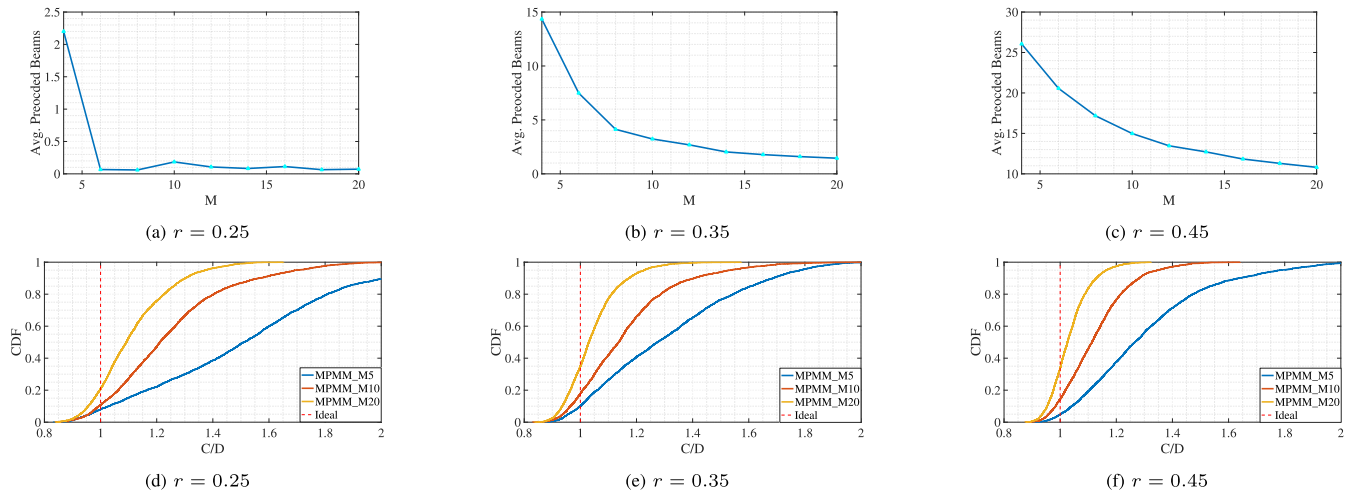 2.5
2
1.5
1
0.5
0
5
10
15
20
Avg. Preocded Beams
M
(a) r = 0.25
15
10
5
0
5
10
15
20
Avg. Preocded Beams
M
(b) r = 0.35
30
25
20
15
10
5
10
15
20
Avg. Preocded Beams
M
(c) r = 0.45
1
0.8
0.6
0.4
0.2
0
0.8
1
1.2
1.4
1.6
1.8
2
CDF
C/D
MPMM_M5
MPMM_M10
MPMM_M20
Ideal
(d) r = 0.25
1
0.8
0.6
0.4
0.2
0
0.8
1
1.2
1.4
1.6
1.8
2
CDF
C/D
MPMM_M5
MPMM_M10
MPMM_M20
Ideal
(e) r = 0.35
1
0.8
0.6
0.4
0.2
0
0.8
1
1.2
1.4
1.6
1.8
2
CDF
C/D
MPMM_M5
MPMM_M10
MPMM_M20
Ideal
(f) r = 0.45